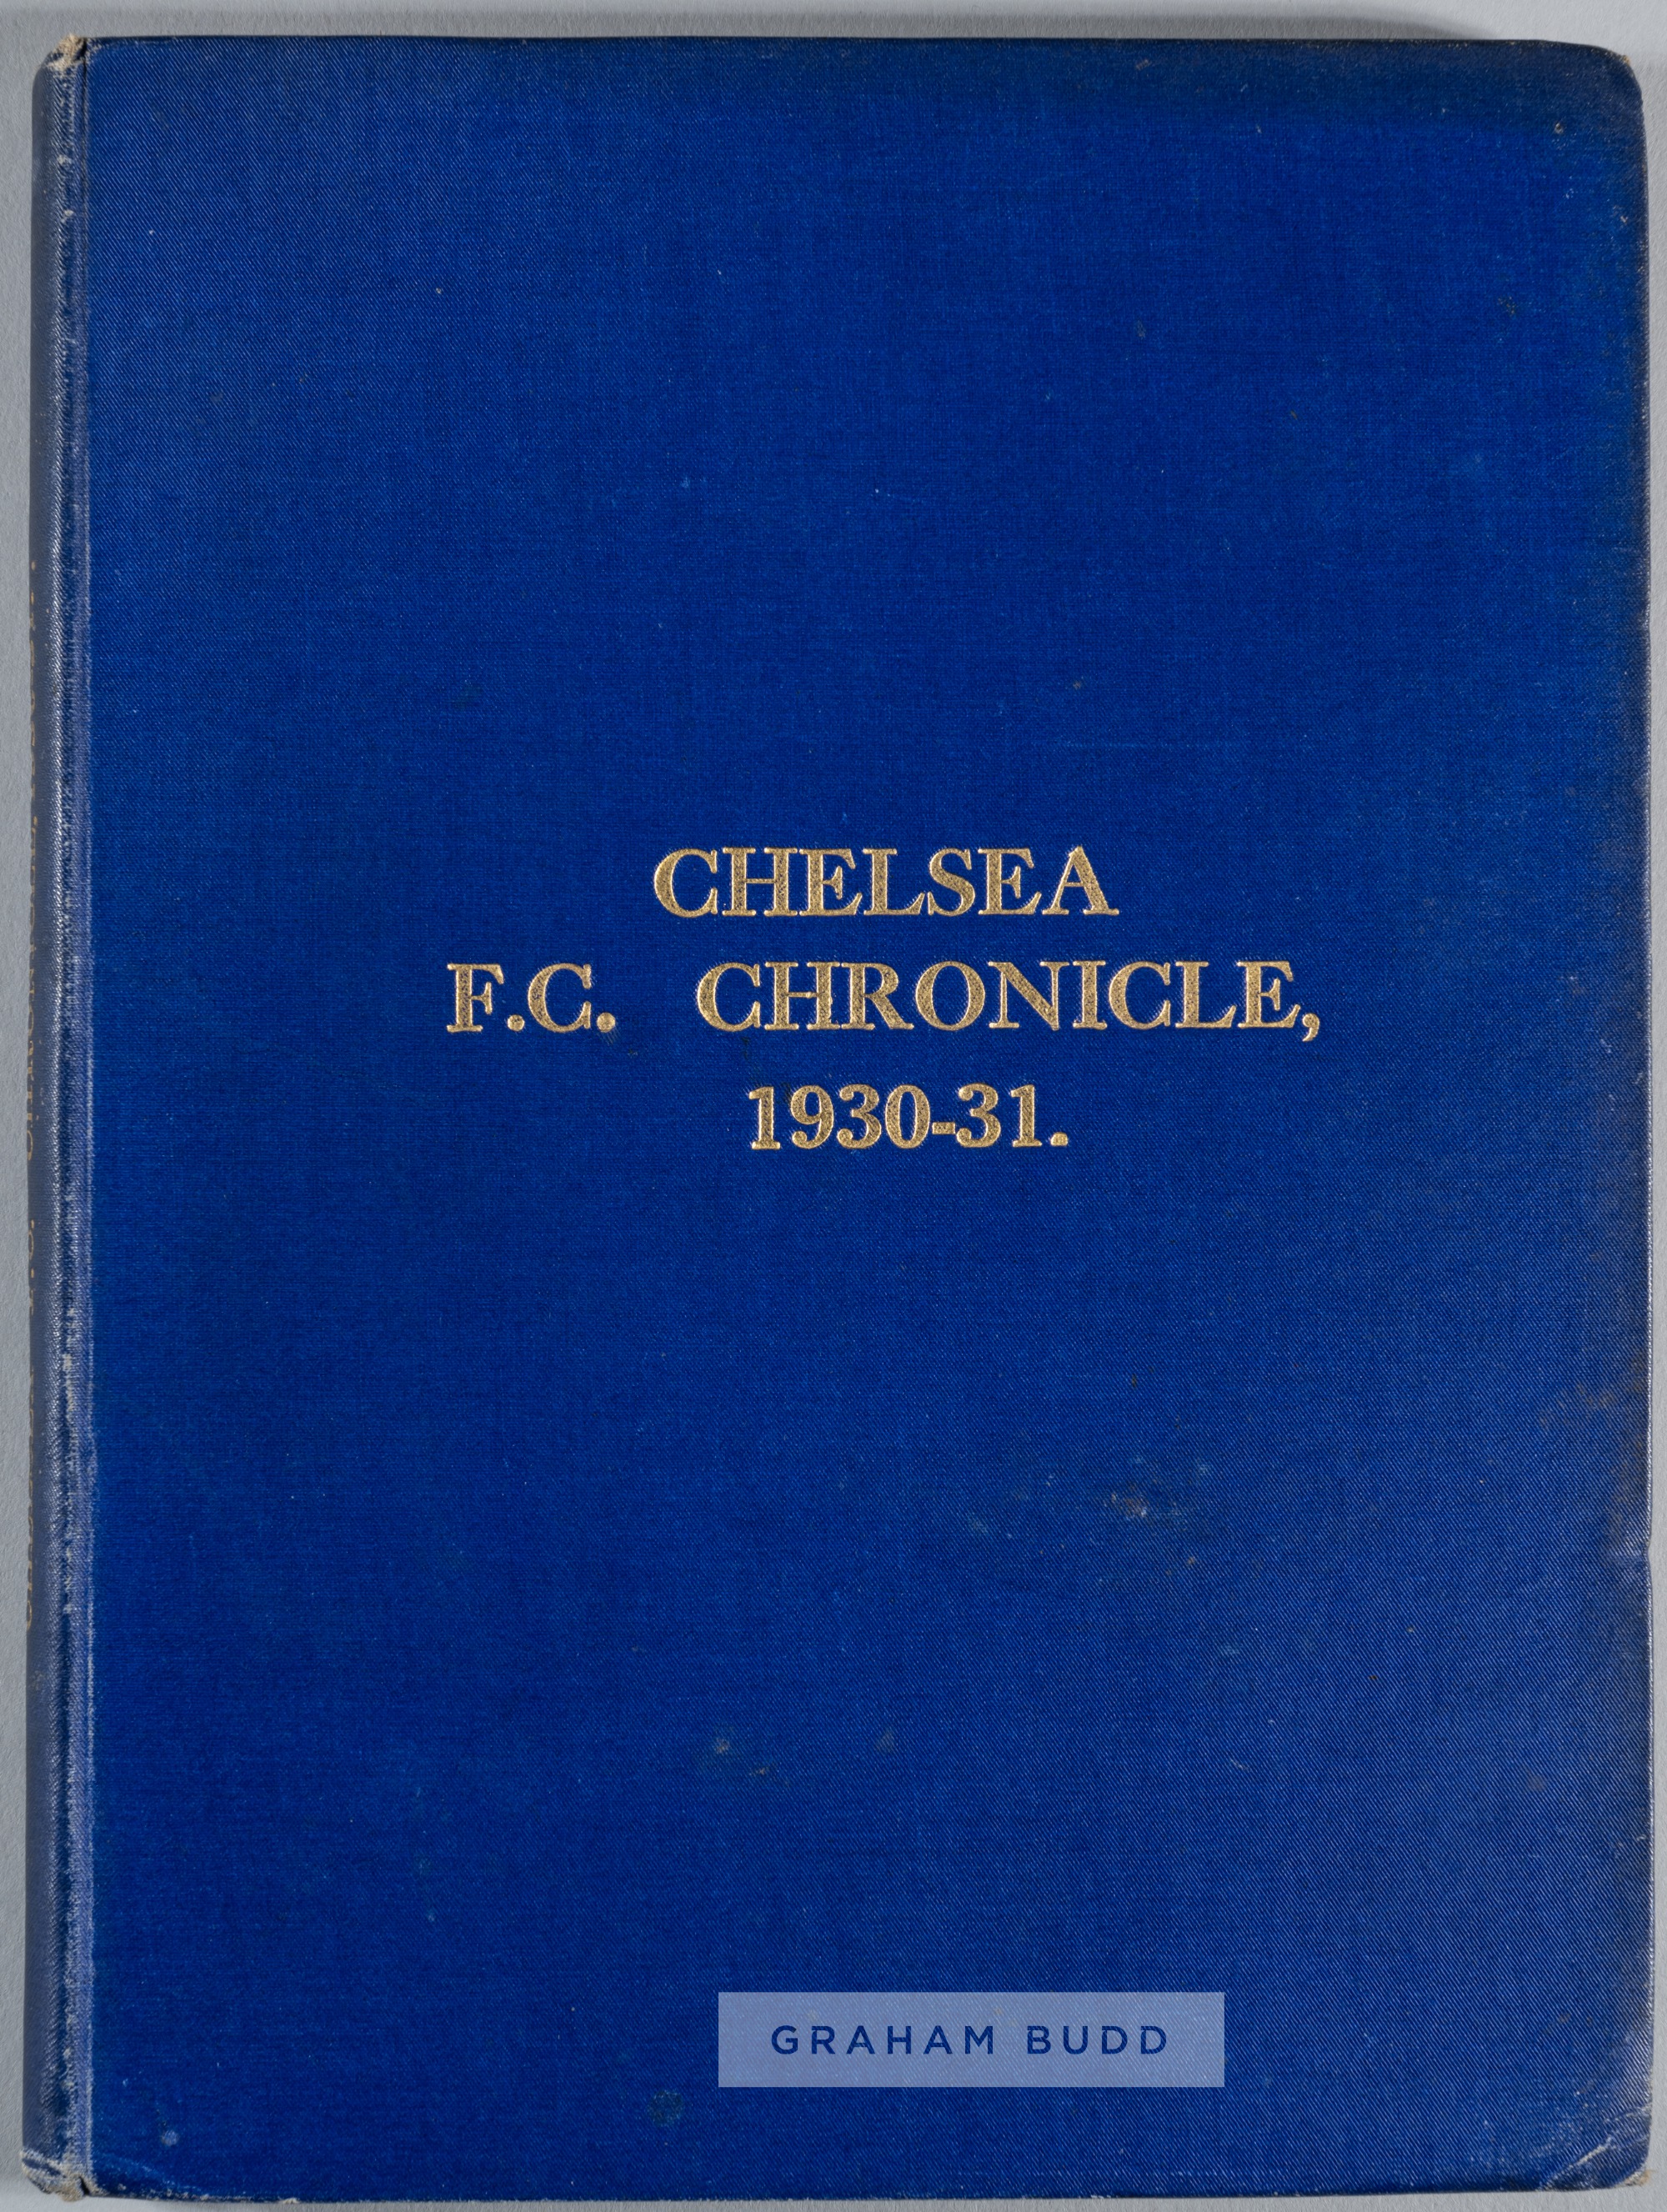 CHELSEA
F.C. CHRONICLE,
1930-31.
GRAHAM BUDD